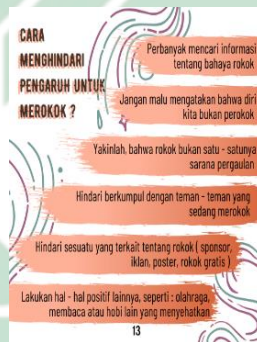 CARA
MENGHINDARI
PENGARUH UNTUK
MEROKOK ?
Perbanyak mencari informasi
tentang bahaya rokok
Jangan malu mengatakan bahwa diri
kita bukan perokok
Yakinlah, bahwa rokok bukan satu - satunya
sarana pergaulan
Hindari berkumpul dengan teman - teman yang
sedang merokok
Hindari sesuatu yang terkait tentang rokok ( sponsor,
iklan, poster, rokok gratis )
Lakukan hal - hal positif lainnya, seperti : olahraga,
membaca atau hobi lain yang menyehatkan
13